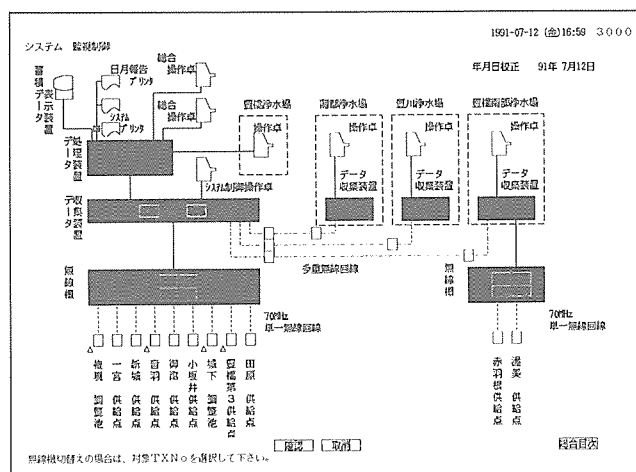 1991-07-12 (金)16:59 3000
システム 監視制御
年月日校正 91年 7月12日
蓄積データ
表示装置
日月報告
プリンタ
システム
プリンタ
総合
操作卓
総合
操作卓
豊橋浄水場
操作卓
南部浄水場
操作卓
豊川浄水場
操作卓
豊橋南部浄水場
操作卓
データ
処理装置
システム制御操作卓
データ
収集装置
データ
収集装置
データ
収集装置
データ
収集装置
多重無線回線
無線機
無線機
70MHz
単一無線回線
70MHz
単一無線回線
調整池
一宮 供給点
新城 供給点
音羽 供給点
御津 供給点
小坂井供給点
城下 調整池
豊橋第3供給点
田原 供給点
赤羽根供給点
渥美 供給点
確認
取消
総合目次
無線機切替えの場合は、対象TXNoを選択して下さい。